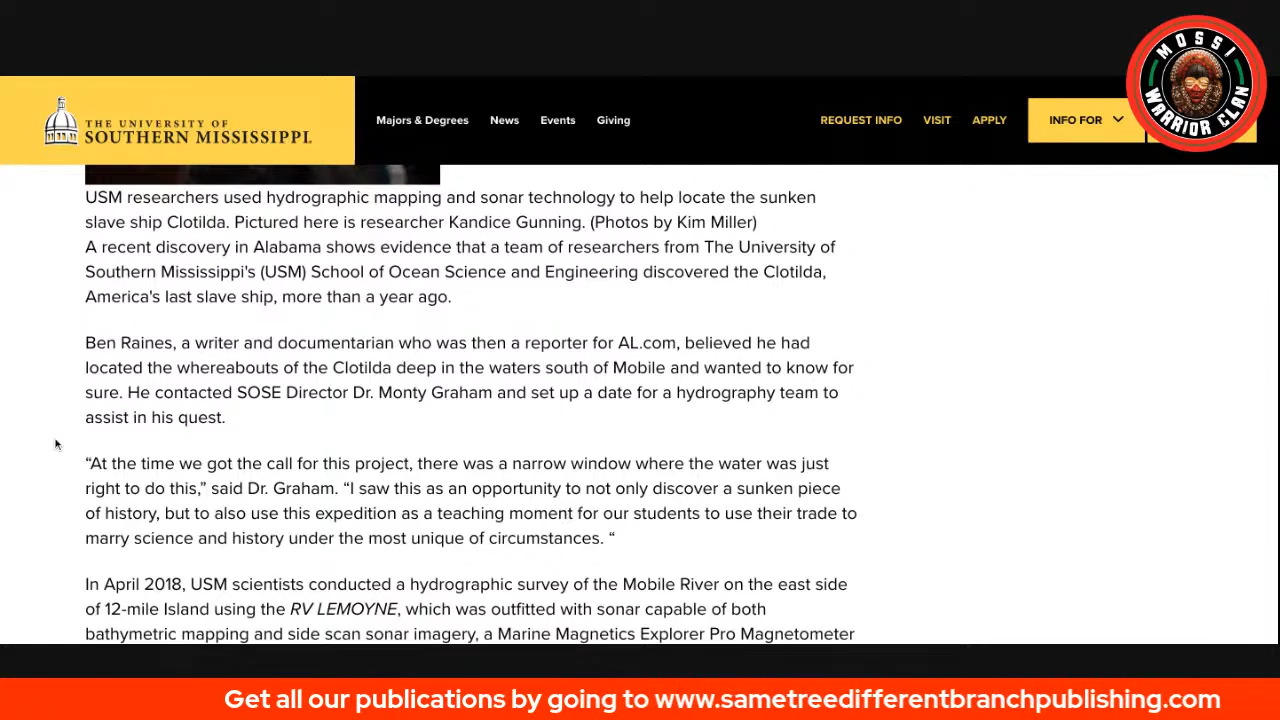 MOSSI
WARRIOR CLAN
THE UNIVERSITY OF
SOUTHERN MISSISSIPPI
Majors & Degrees News Events Giving REQUEST INFO VISIT APPLY INFO FOR
USM researchers used hydrographic mapping and sonar technology to help locate the sunken
slave ship Clotilda. Pictured here is researcher Kandice Gunning. (Photos by Kim Miller)
A recent discovery in Alabama shows evidence that a team of researchers from The University of
Southern Mississippi's (USM) School of Ocean Science and Engineering discovered the Clotilda,
America's last slave ship, more than a year ago.
Ben Raines, a writer and documentarian who was then a reporter for AL.com, believed he had
located the whereabouts of the Clotilda deep in the waters south of Mobile and wanted to know for
sure. He contacted SOSE Director Dr. Monty Graham and set up a date for a hydrography team to
assist in his quest.
“At the time we got the call for this project, there was a narrow window where the water was just
right to do this,” said Dr. Graham. “I saw this as an opportunity to not only discover a sunken piece
of history, but to also use this expedition as a teaching moment for our students to use their trade to
marry science and history under the most unique of circumstances. “
In April 2018, USM scientists conducted a hydrographic survey of the Mobile River on the east side
of 12-mile Island using the RV LEMOYNE, which was outfitted with sonar capable of both
bathymetric mapping and side scan sonar imagery, a Marine Magnetics Explorer Pro Magnetometer
Get all our publications by going to www.sametreedifferentbranchpublishing.com